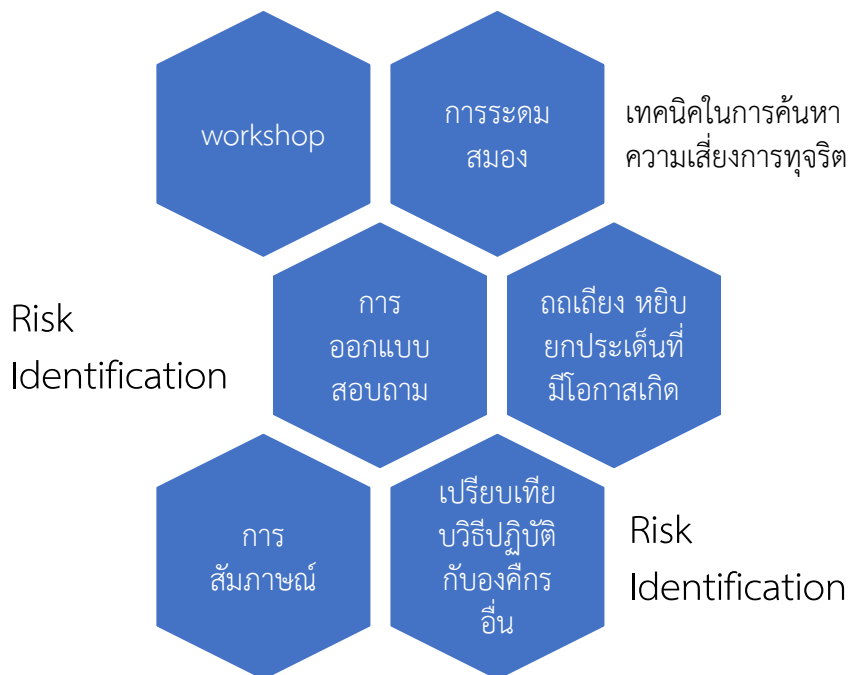 workshop
การระดม
สมอง
เทคนิคในการค้นหา
ความเสี่ยงการทุจริต
Risk
Identification
การ
ออกแบบ
สอบถาม
ถถเถียง หยิบ
ยกประเด็นที่
มีโอกาสเกิด
การ
สัมภาษณ์
เปรียบเทีย
บวิธีปฏิบัติ
กับองค์กร
อื่น
Risk
Identification